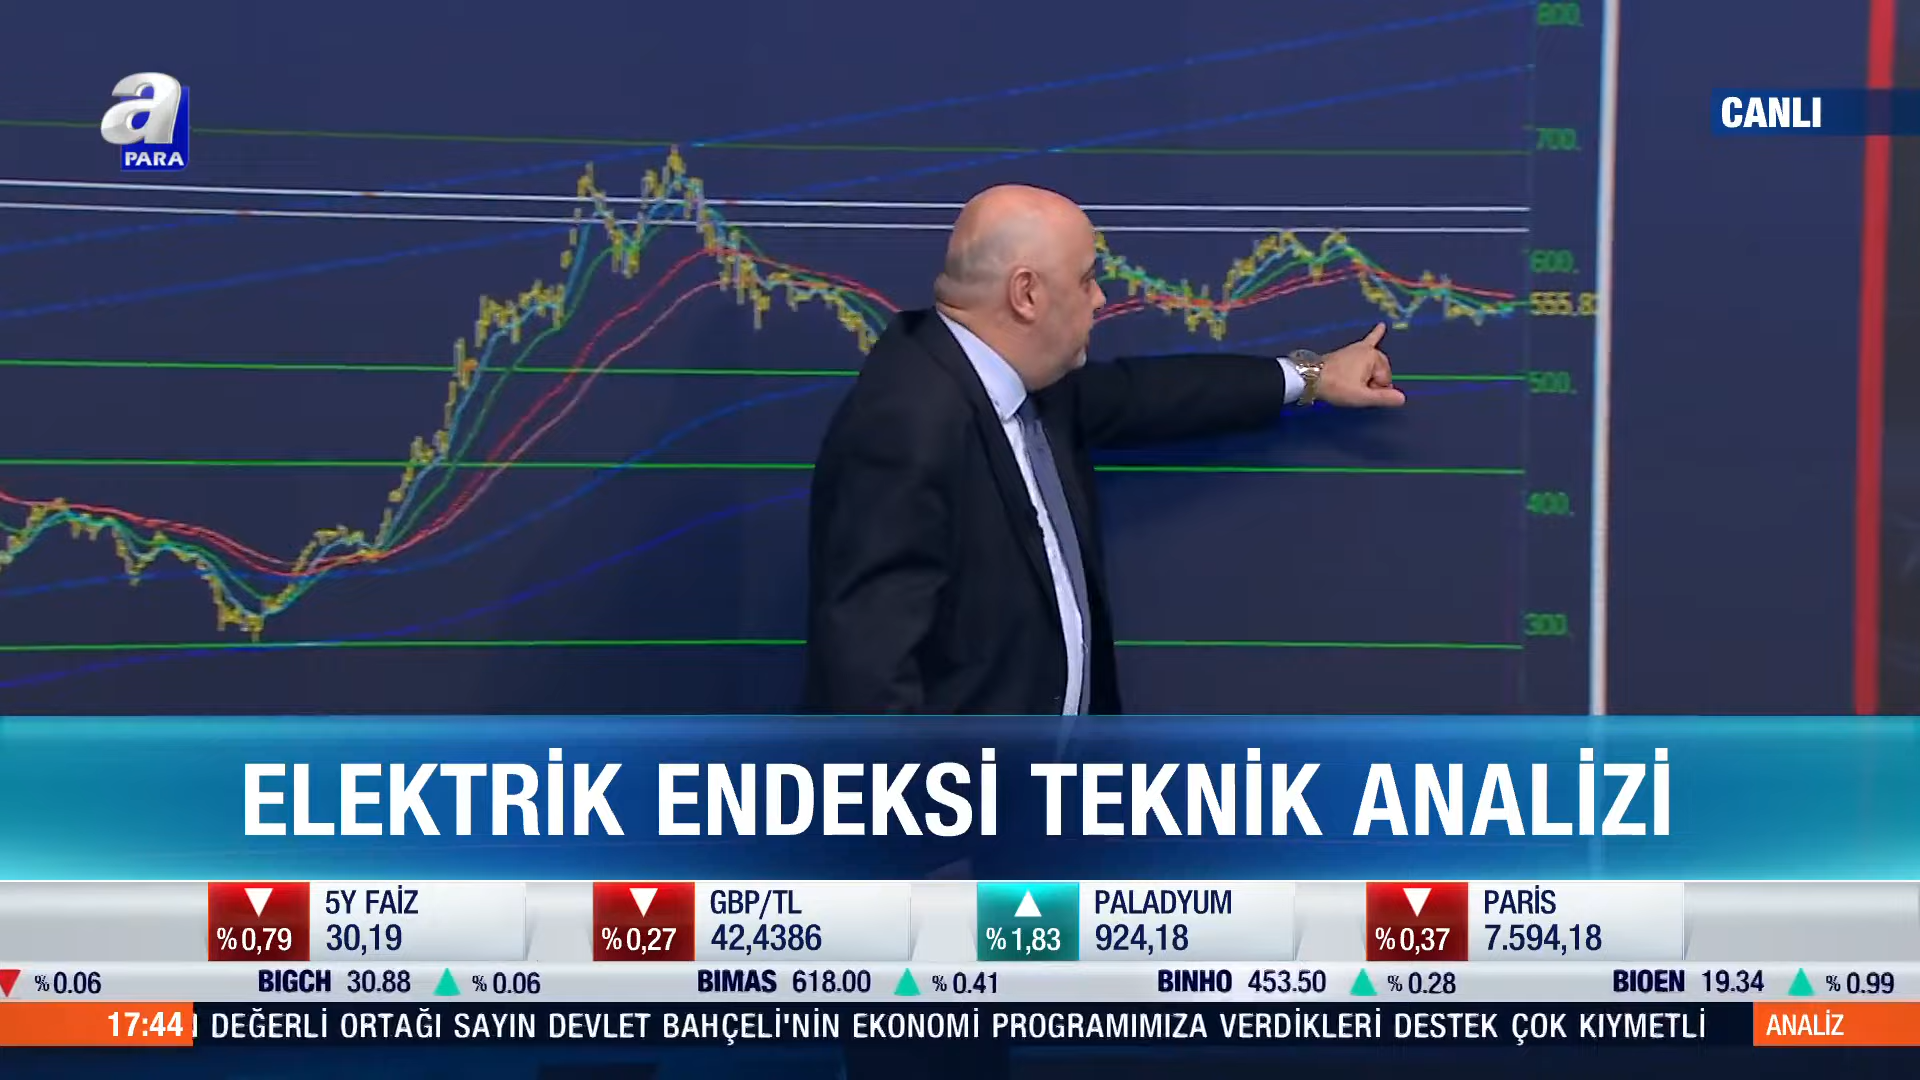 a
PARA
CANLI
800.
700.
600.
555.8
500.
400.
300.
ELEKTRİK ENDEKSİ TEKNİK ANALİZİ
%0,79 5Y FAİZ 30,19
%0,27 GBP/TL 42,4386
%1,83 PALADYUM 924,18
%0,37 PARİS 7.594,18
%0.06 BIGCH 30.88 %0.06 BIMAS 618.00 %0.41 BINHO 453.50 %0.28 BIOEN 19.34 %0.99
17:44 DEĞERLİ ORTAĞI SAYIN DEVLET BAHÇELİ'NİN EKONOMİ PROGRAMIMIZA VERDİKLERİ DESTEK ÇOK KIYMETLİ ANALİZ